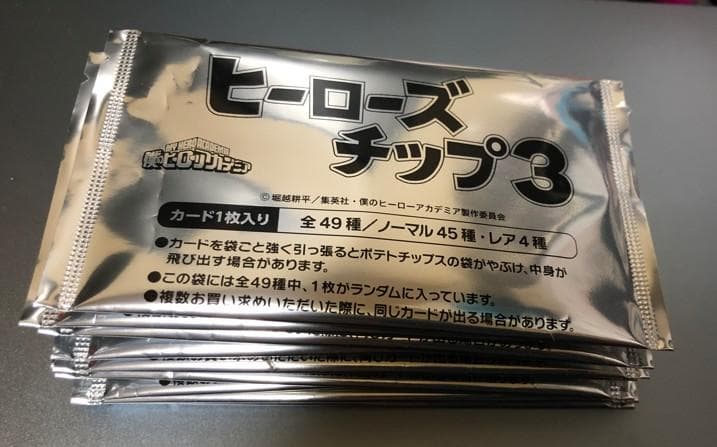 ヒーローズ
チップ3
MY HERO ACADEMIA
僕のヒーローアカデミア
© 堀越耕平／集英社・僕のヒーローアカデミア製作委員会
カード1枚入り 全49種／ノーマル45種・レア4種
●カードを袋ごと強く引っ張るとポテトチップスの袋がやぶけ、中身が
飛び出す場合があります。
●この袋には全49種中、1枚がランダムに入っています。
●複数お買い求めいただいた際に、同じカードが出る場合があります。